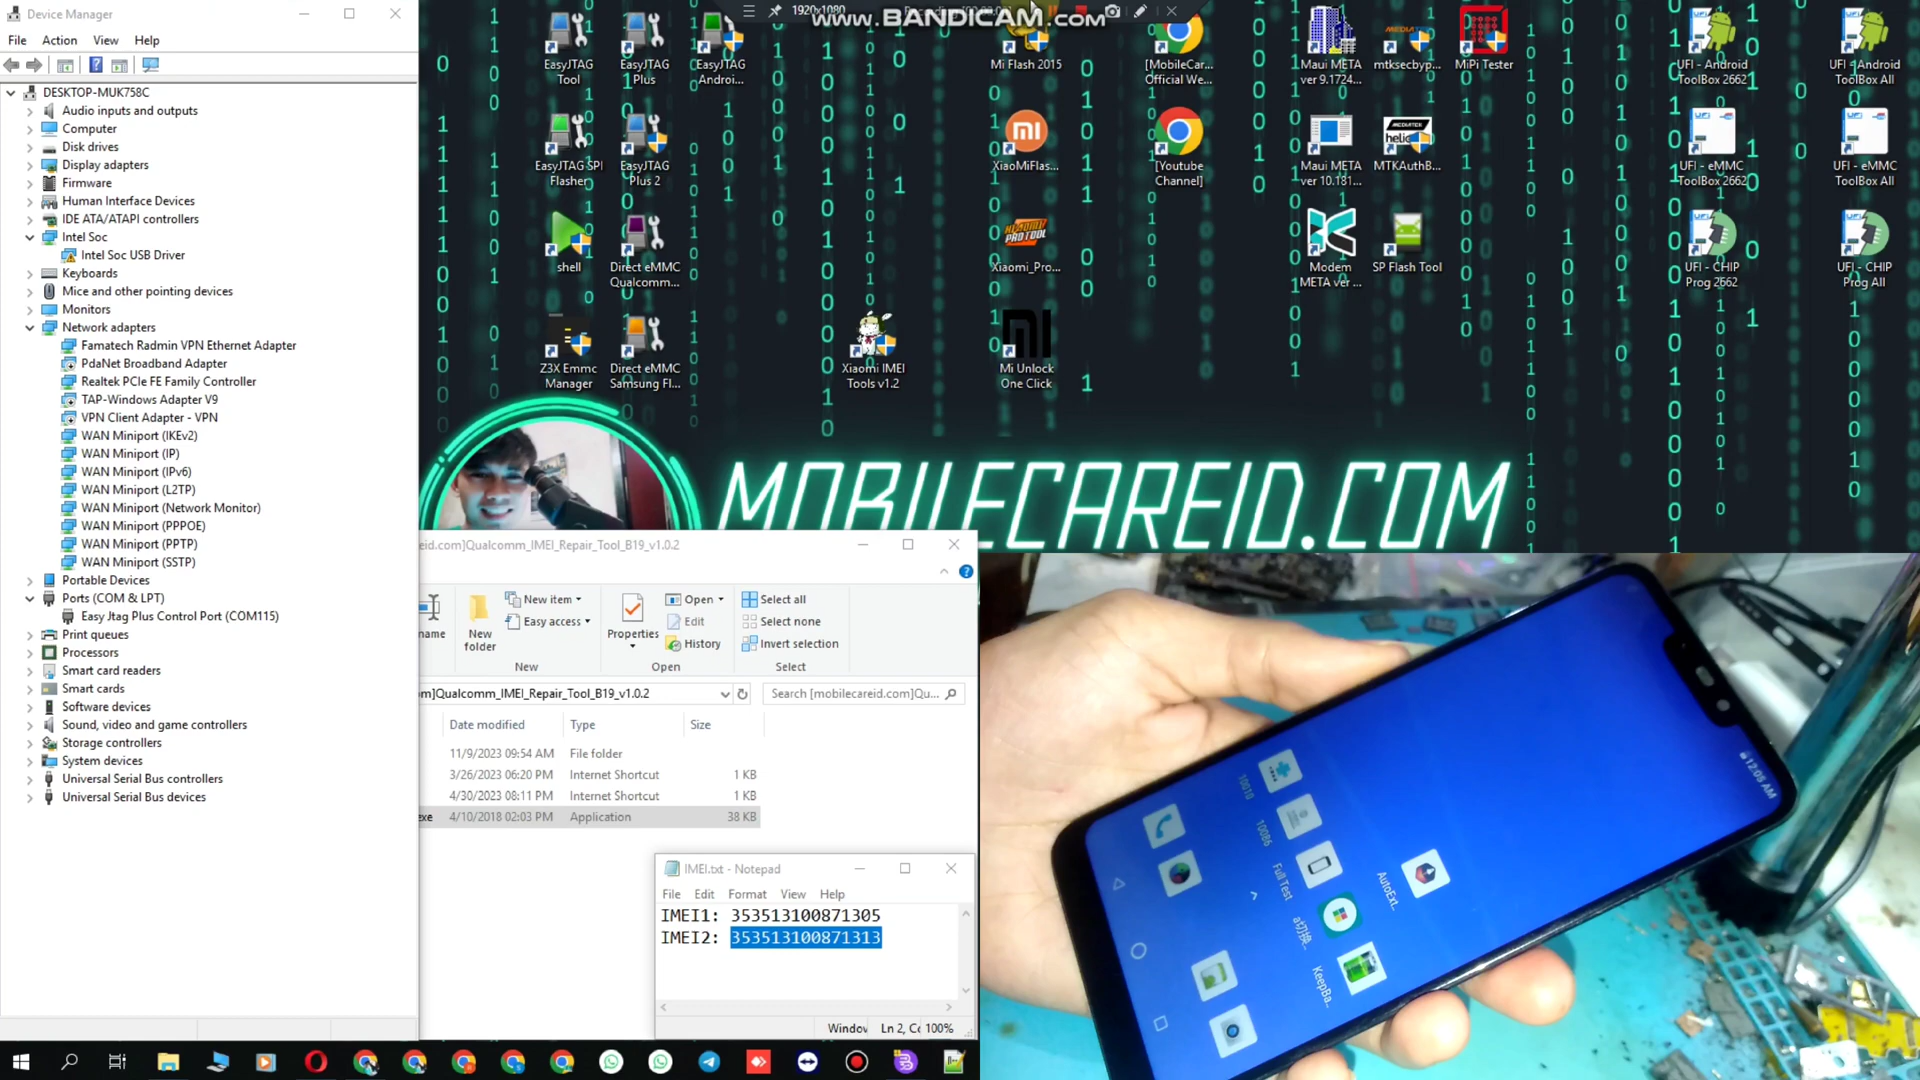 Device Manager
File Action View Help
DESKTOP-MUK758C
Audio inputs and outputs
Computer
Disk drives
Display adapters
Firmware
Human Interface Devices
IDE ATA/ATAPI controllers
Intel Soc
Intel Soc USB Driver
Keyboards
Mice and other pointing devices
Monitors
Network adapters
Famatech Radmin VPN Ethernet Adapter
PdaNet Broadband Adapter
Realtek PCIe FE Family Controller
TAP-Windows Adapter V9
VPN Client Adapter - VPN
WAN Miniport (IKEv2)
WAN Miniport (IP)
WAN Miniport (IPv6)
WAN Miniport (L2TP)
WAN Miniport (Network Monitor)
WAN Miniport (PPPOE)
WAN Miniport (PPTP)
WAN Miniport (SSTP)
Portable Devices
Ports (COM & LPT)
Easy Jtag Plus Control Port (COM115)
Print queues
Processors
Smart card readers
Smart cards
Software devices
Sound, video and game controllers
Storage controllers
System devices
Universal Serial Bus controllers
Universal Serial Bus devices
1920x1080
www.BANDICAM.com
EasyJTAG Tool
EasyJTAG Plus
EasyJTAG Androi...
Mi Flash 2015
[MobileCar... Official We...
Maui META ver 9.1724...
mtksecbyp...
MiPi Tester
UFI - Android ToolBox 2662
UFI - Android ToolBox All
EasyJTAG SPI Flasher
EasyJTAG Plus 2
XiaoMiFlas...
[Youtube Channel]
Maui META ver 10.181...
MTKAuthB...
UFI - eMMC ToolBox 2662
UFI - eMMC ToolBox All
shell
Direct eMMC Qualcomm...
Xiaomi_Pro...
Modem META ver ...
SP Flash Tool
UFI - CHIP Prog 2662
UFI - CHIP Prog All
Z3X Emmc Manager
Direct eMMC Samsung Fl...
Xiaomi IMEI Tools v1.2
Mi Unlock One Click
MOBILECAREID.COM
eid.com]Qualcomm_IMEI_Repair_Tool_B19_v1.0.2
name
New folder
New item
Easy access
New
Properties
Open
Edit
History
Open
Select all
Select none
Invert selection
Select
om]Qualcomm_IMEI_Repair_Tool_B19_v1.0.2
Search [mobilecareid.com]Qu...
Date modified Type Size
11/9/2023 09:54 AM File folder
3/26/2023 06:20 PM Internet Shortcut 1 KB
4/30/2023 08:11 PM Internet Shortcut 1 KB
exe 4/10/2018 02:03 PM Application 38 KB
IMEI.txt - Notepad
File Edit Format View Help
IMEI1: 353513100871305
IMEI2: 353513100871313
Window Ln 2, Cc 100%
12:05 AM
10010
10086
Full Test
AutoExt..
KeepBa..